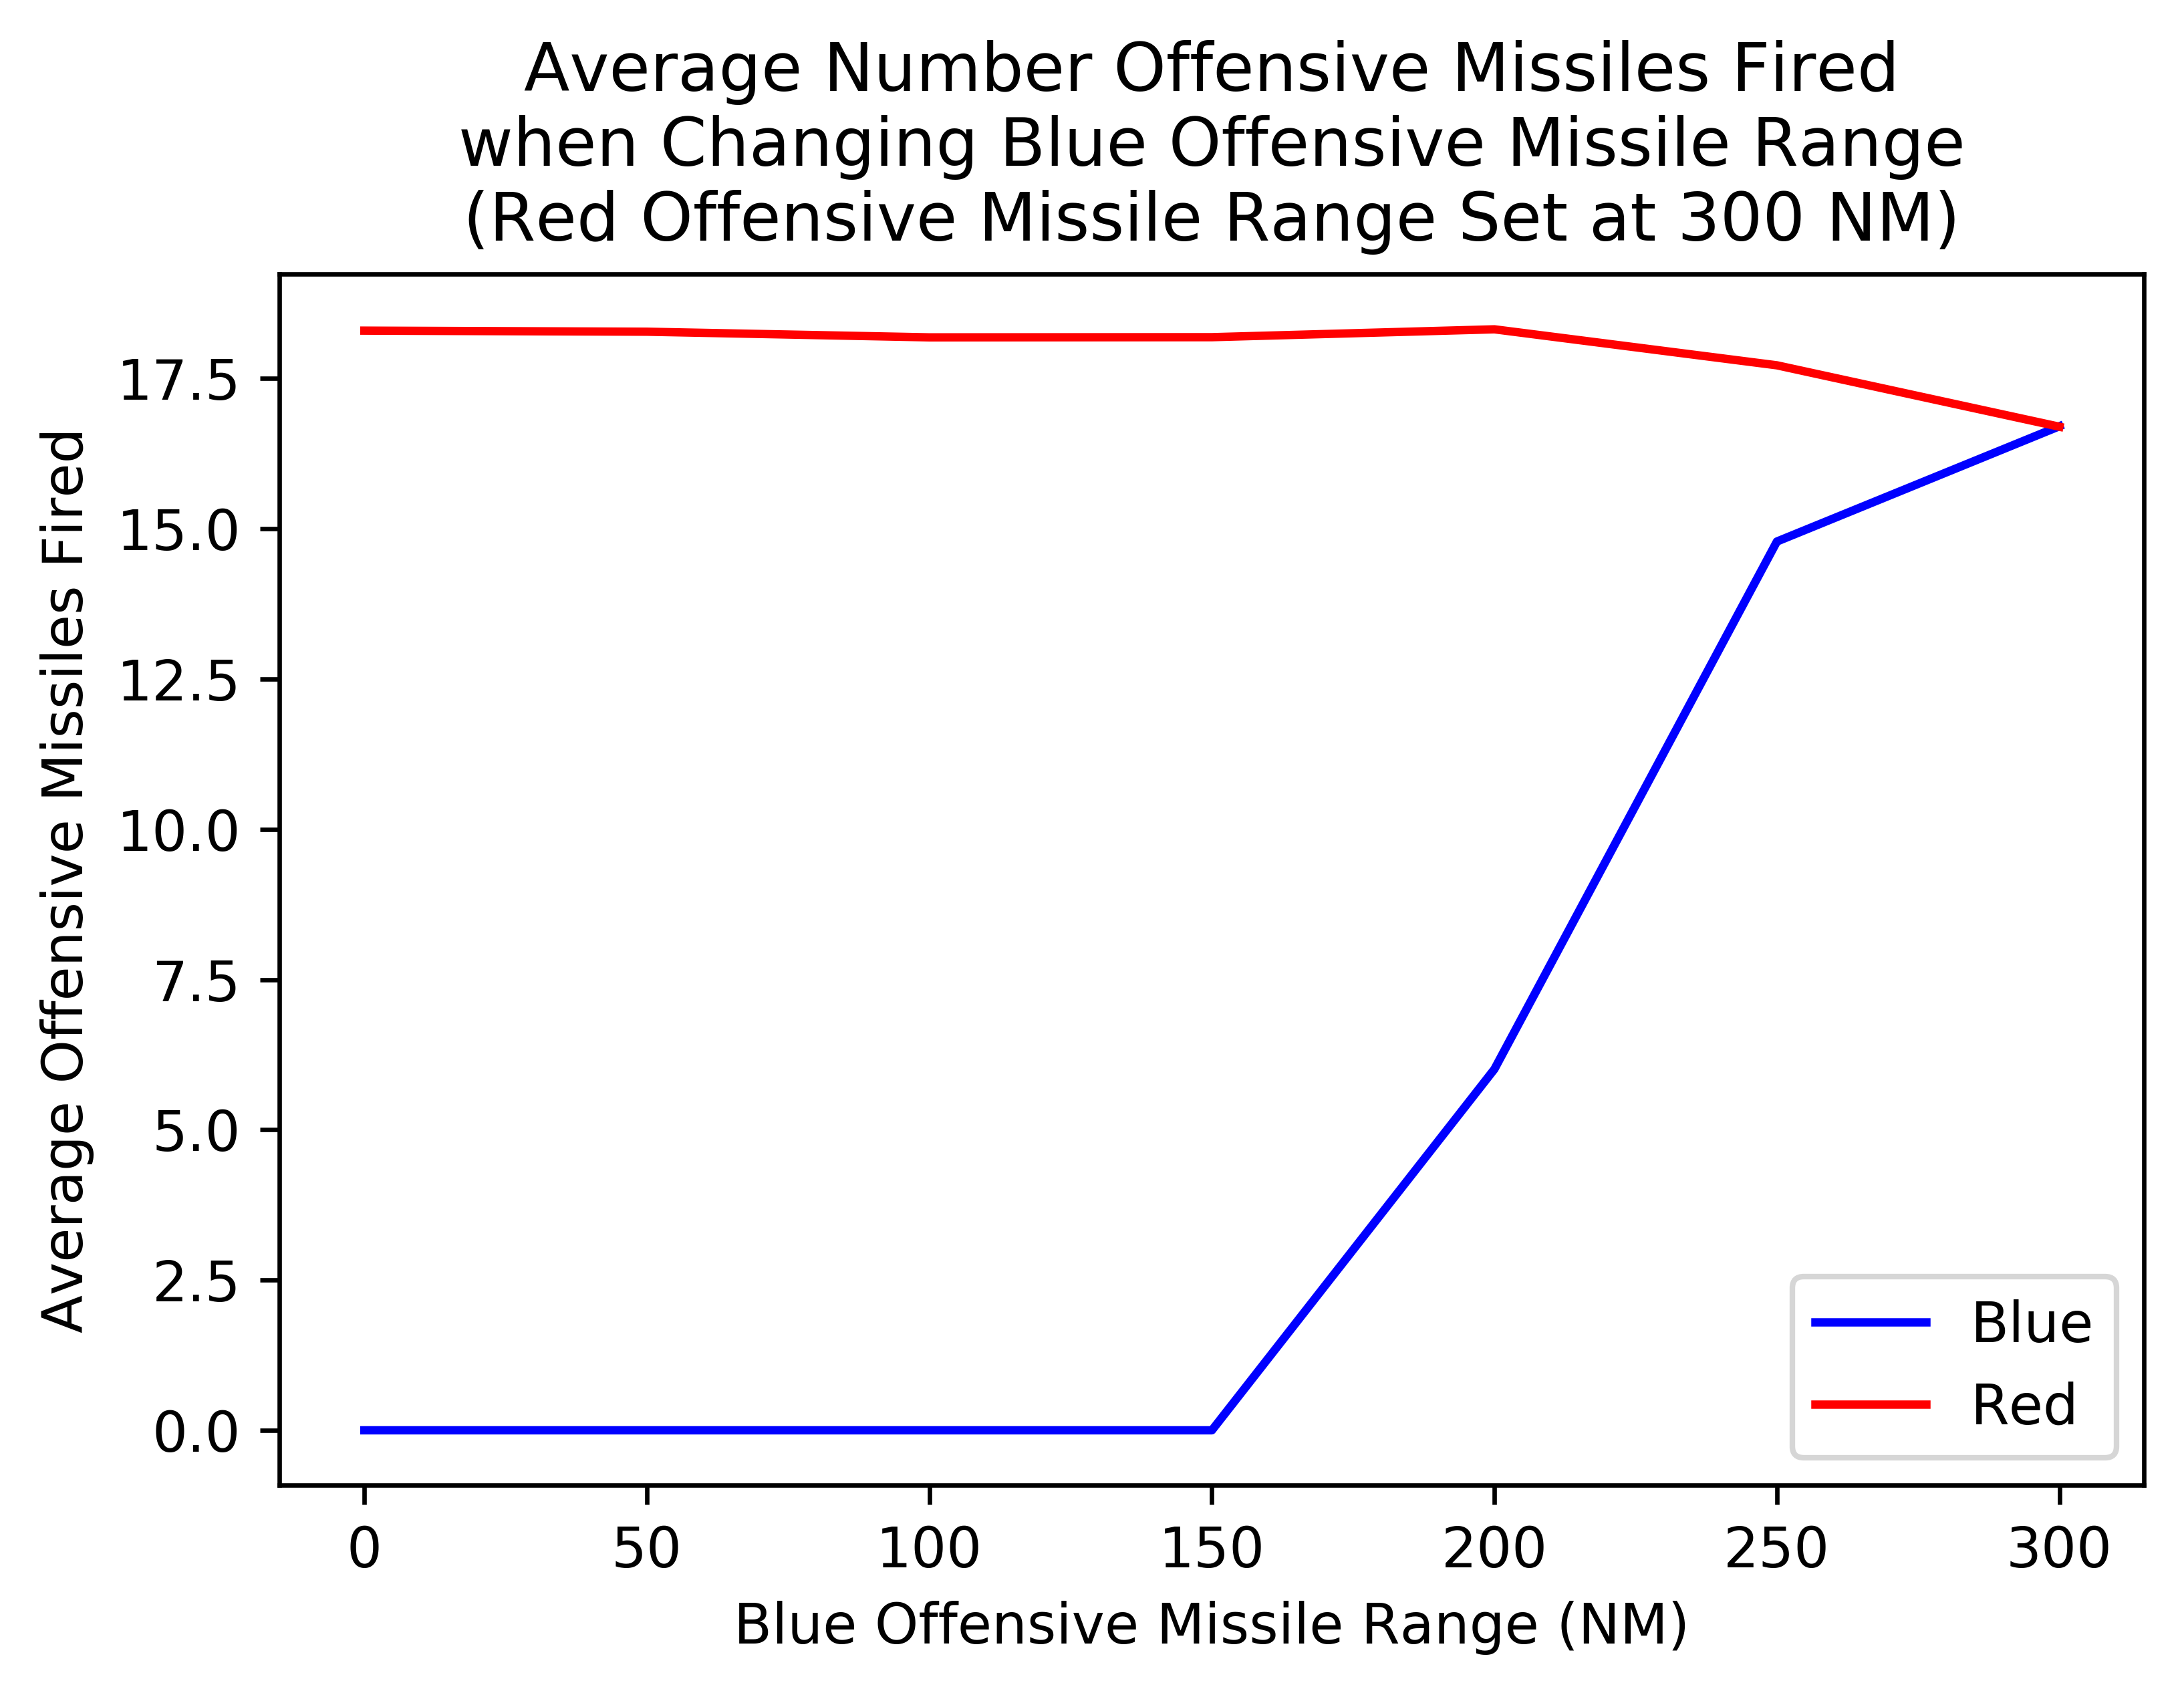 Average Number Offensive Missiles Fired
when Changing Blue Offensive Missile Range
(Red Offensive Missile Range Set at 300 NM)
Average Offensive Missiles Fired
17.5
15.0
12.5
10.0
7.5
5.0
2.5
0.0
Blue
Red
0 50 100 150 200 250 300
Blue Offensive Missile Range (NM)